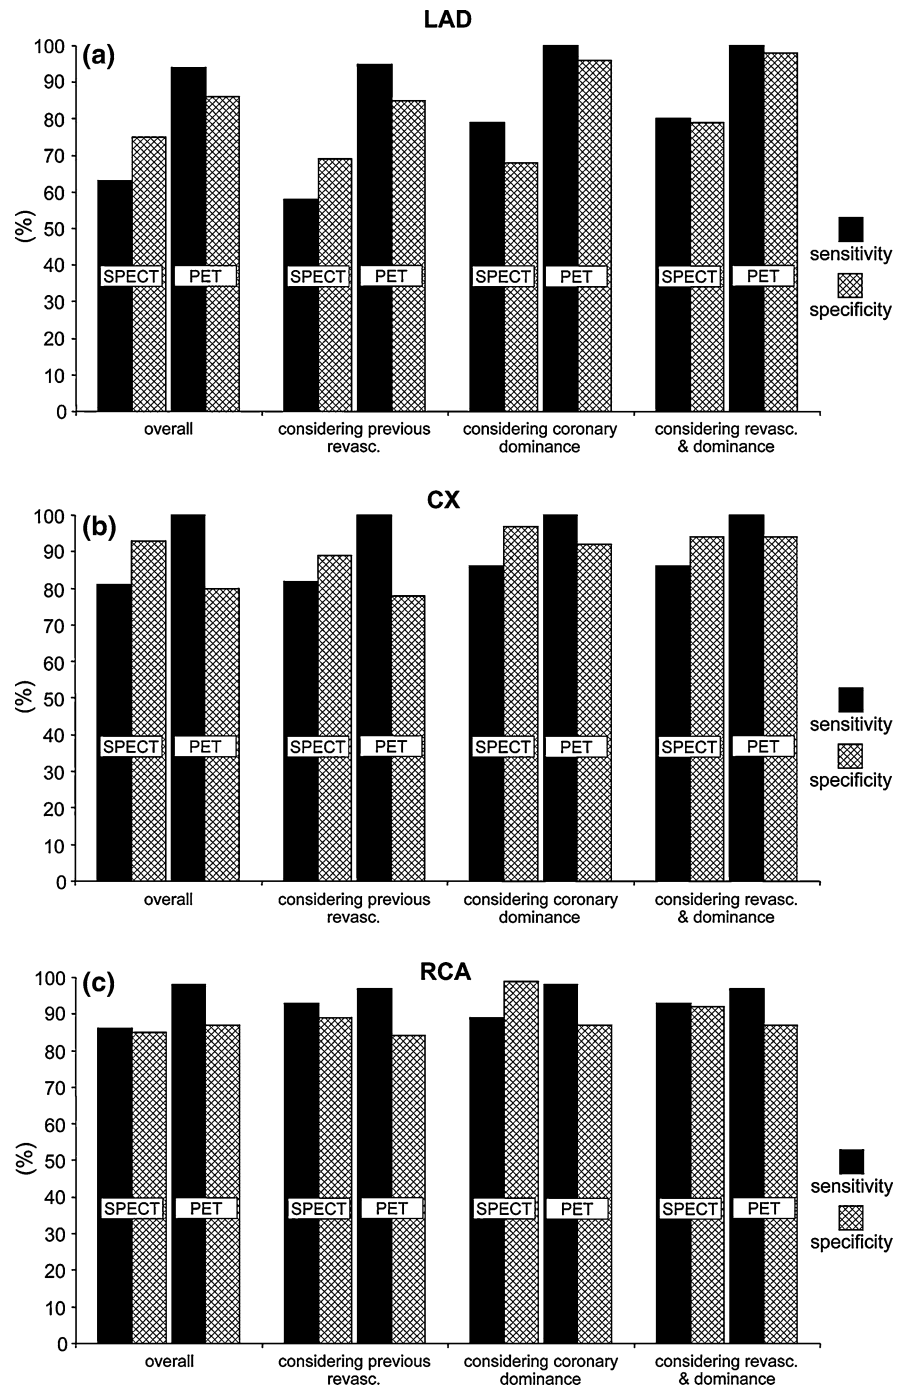 LAD
(a)
100
90
80
70
60
50
40
30
20
10
0
(%)
SPECT PET SPECT PET SPECT PET SPECT PET
overall
considering previous
revasc.
considering coronary
dominance
considering revasc.
& dominance
sensitivity
specificity
CX
(b)
100
90
80
70
60
50
40
30
20
10
0
(%)
SPECT PET SPECT PET SPECT PET SPECT PET
overall
considering previous
revasc.
considering coronary
dominance
considering revasc.
& dominance
sensitivity
specificity
RCA
(c)
100
90
80
70
60
50
40
30
20
10
0
(%)
SPECT PET SPECT PET SPECT PET SPECT PET
overall
considering previous
revasc.
considering coronary
dominance
considering revasc.
& dominance
sensitivity
specificity